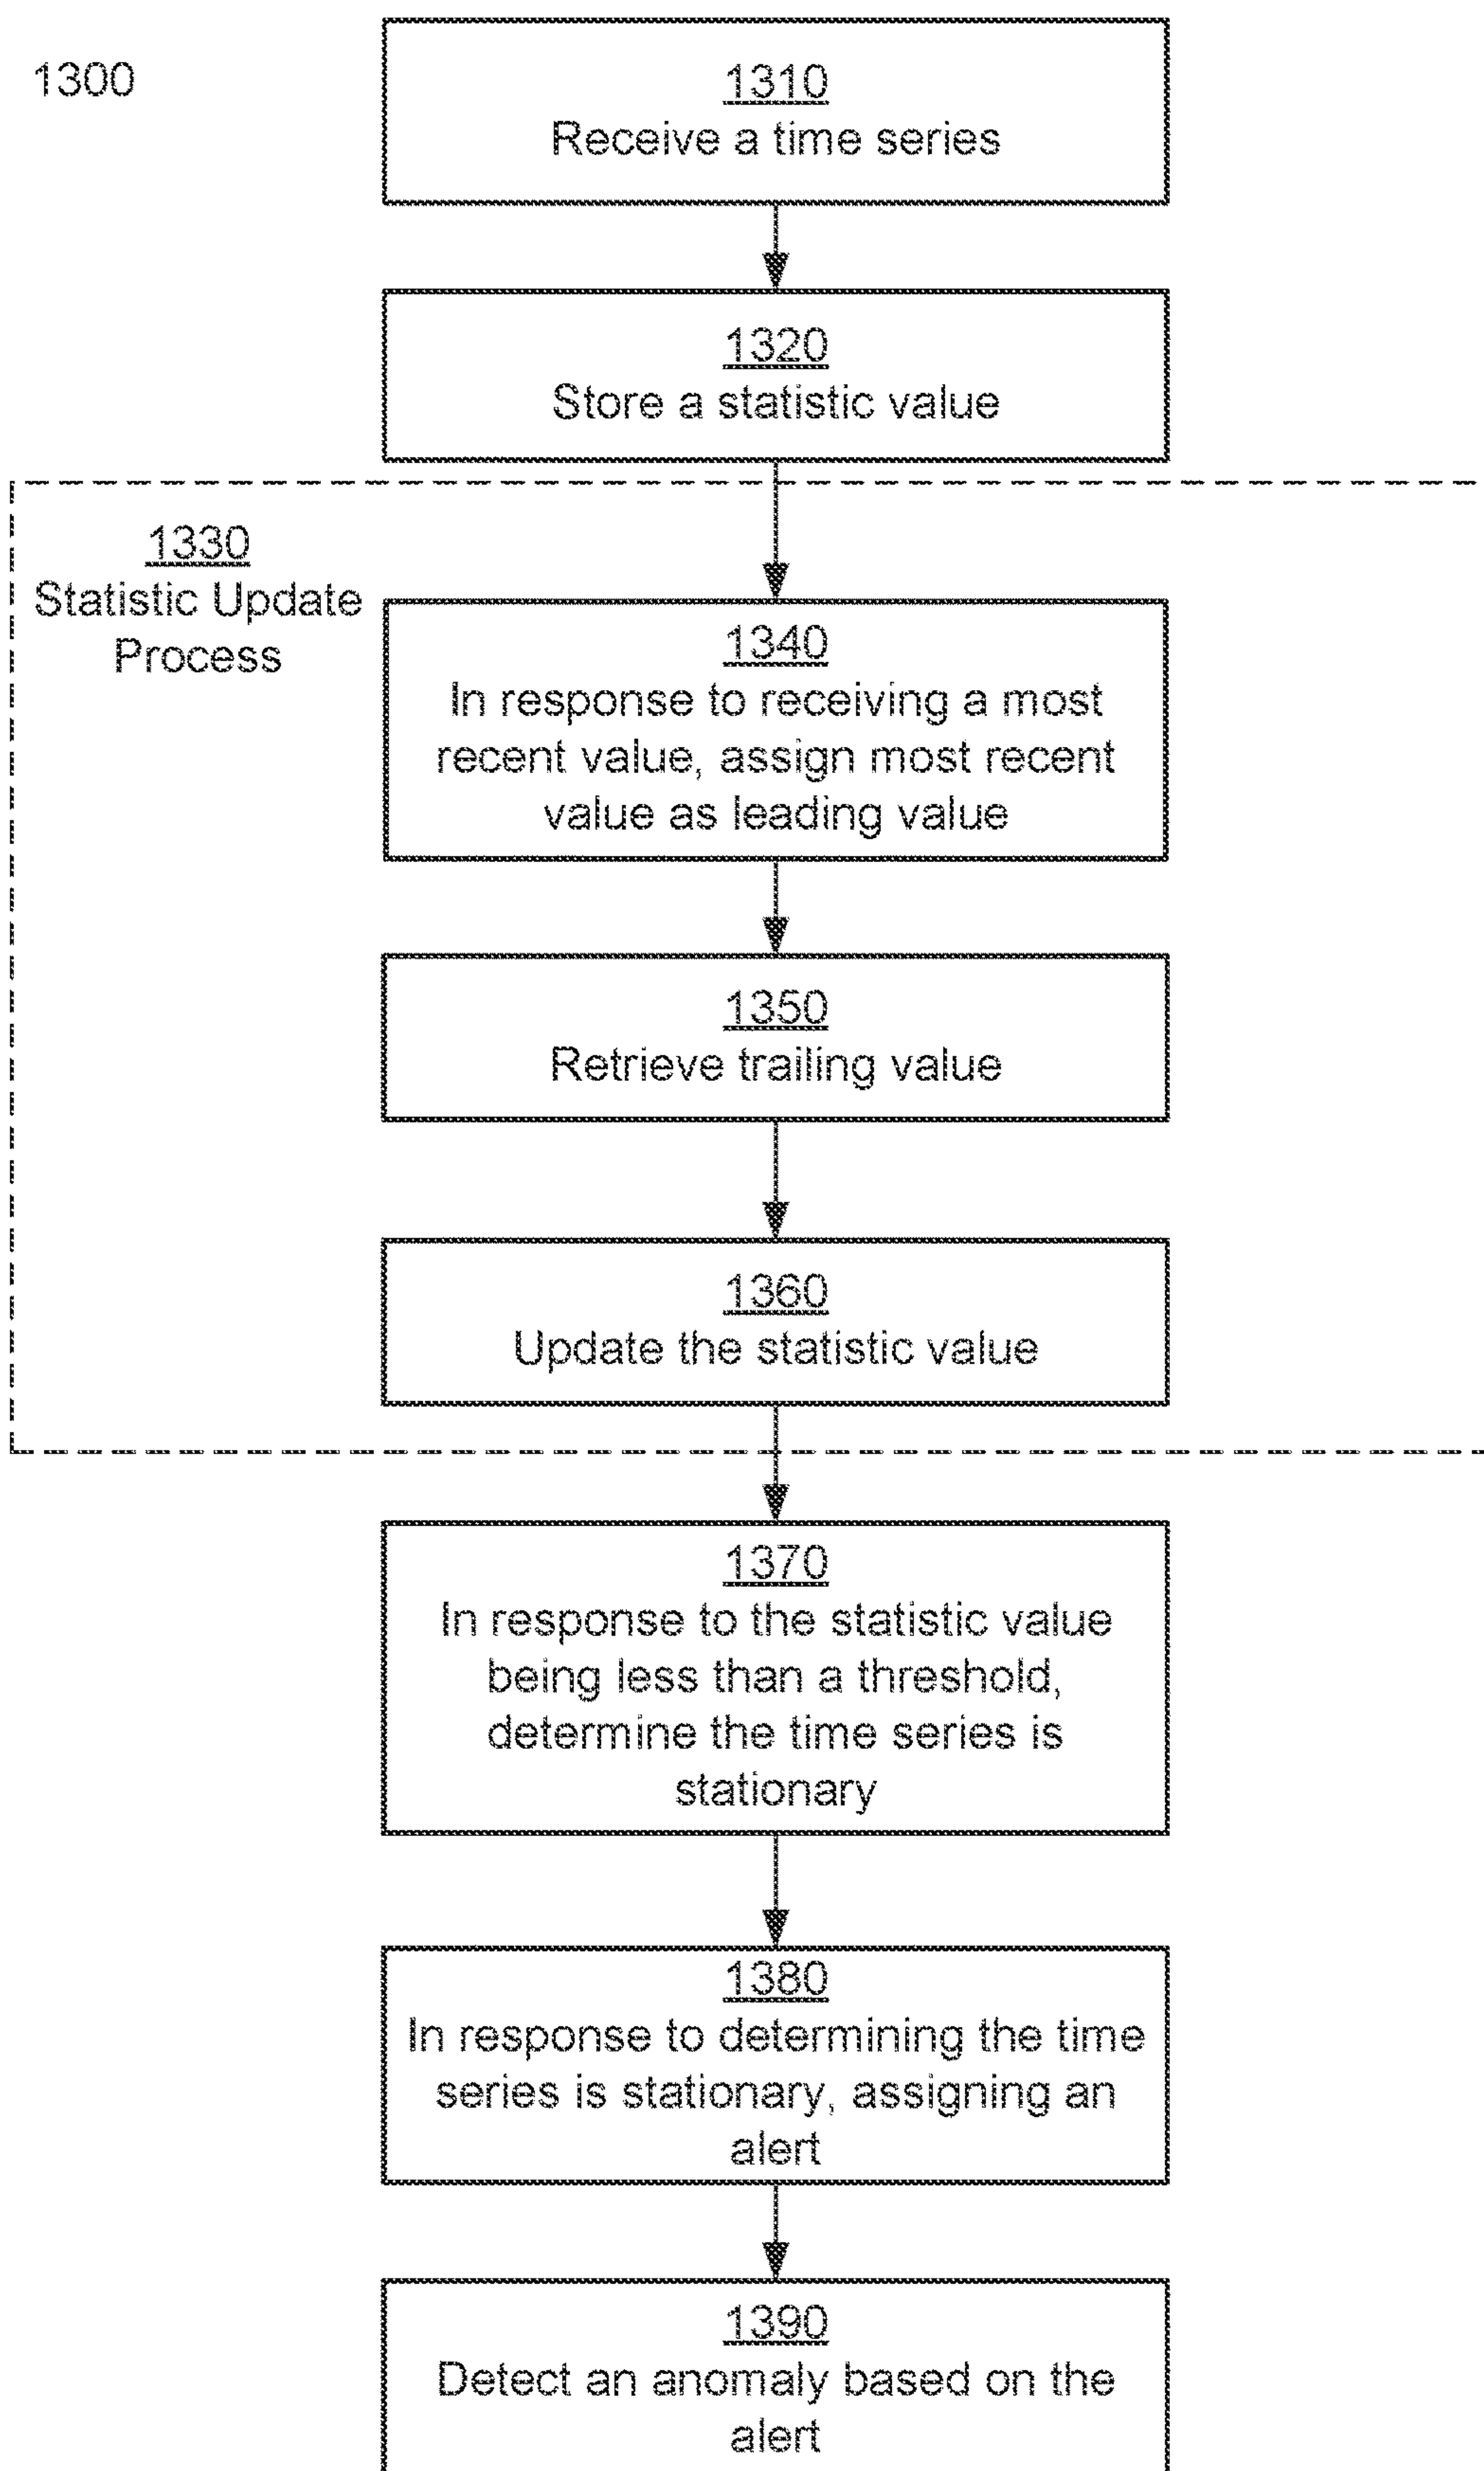 1300
1310
Receive a time series
1320
Store a statistic value
1330
Statistic Update
Process
1340
In response to receiving a most
recent value, assign most recent
value as leading value
1350
Retrieve trailing value
1360
Update the statistic value
1370
In response to the statistic value
being less than a threshold,
determine the time series is
stationary
1380
In response to determining the time
series is stationary, assigning an
alert
1390
Detect an anomaly based on the
alert